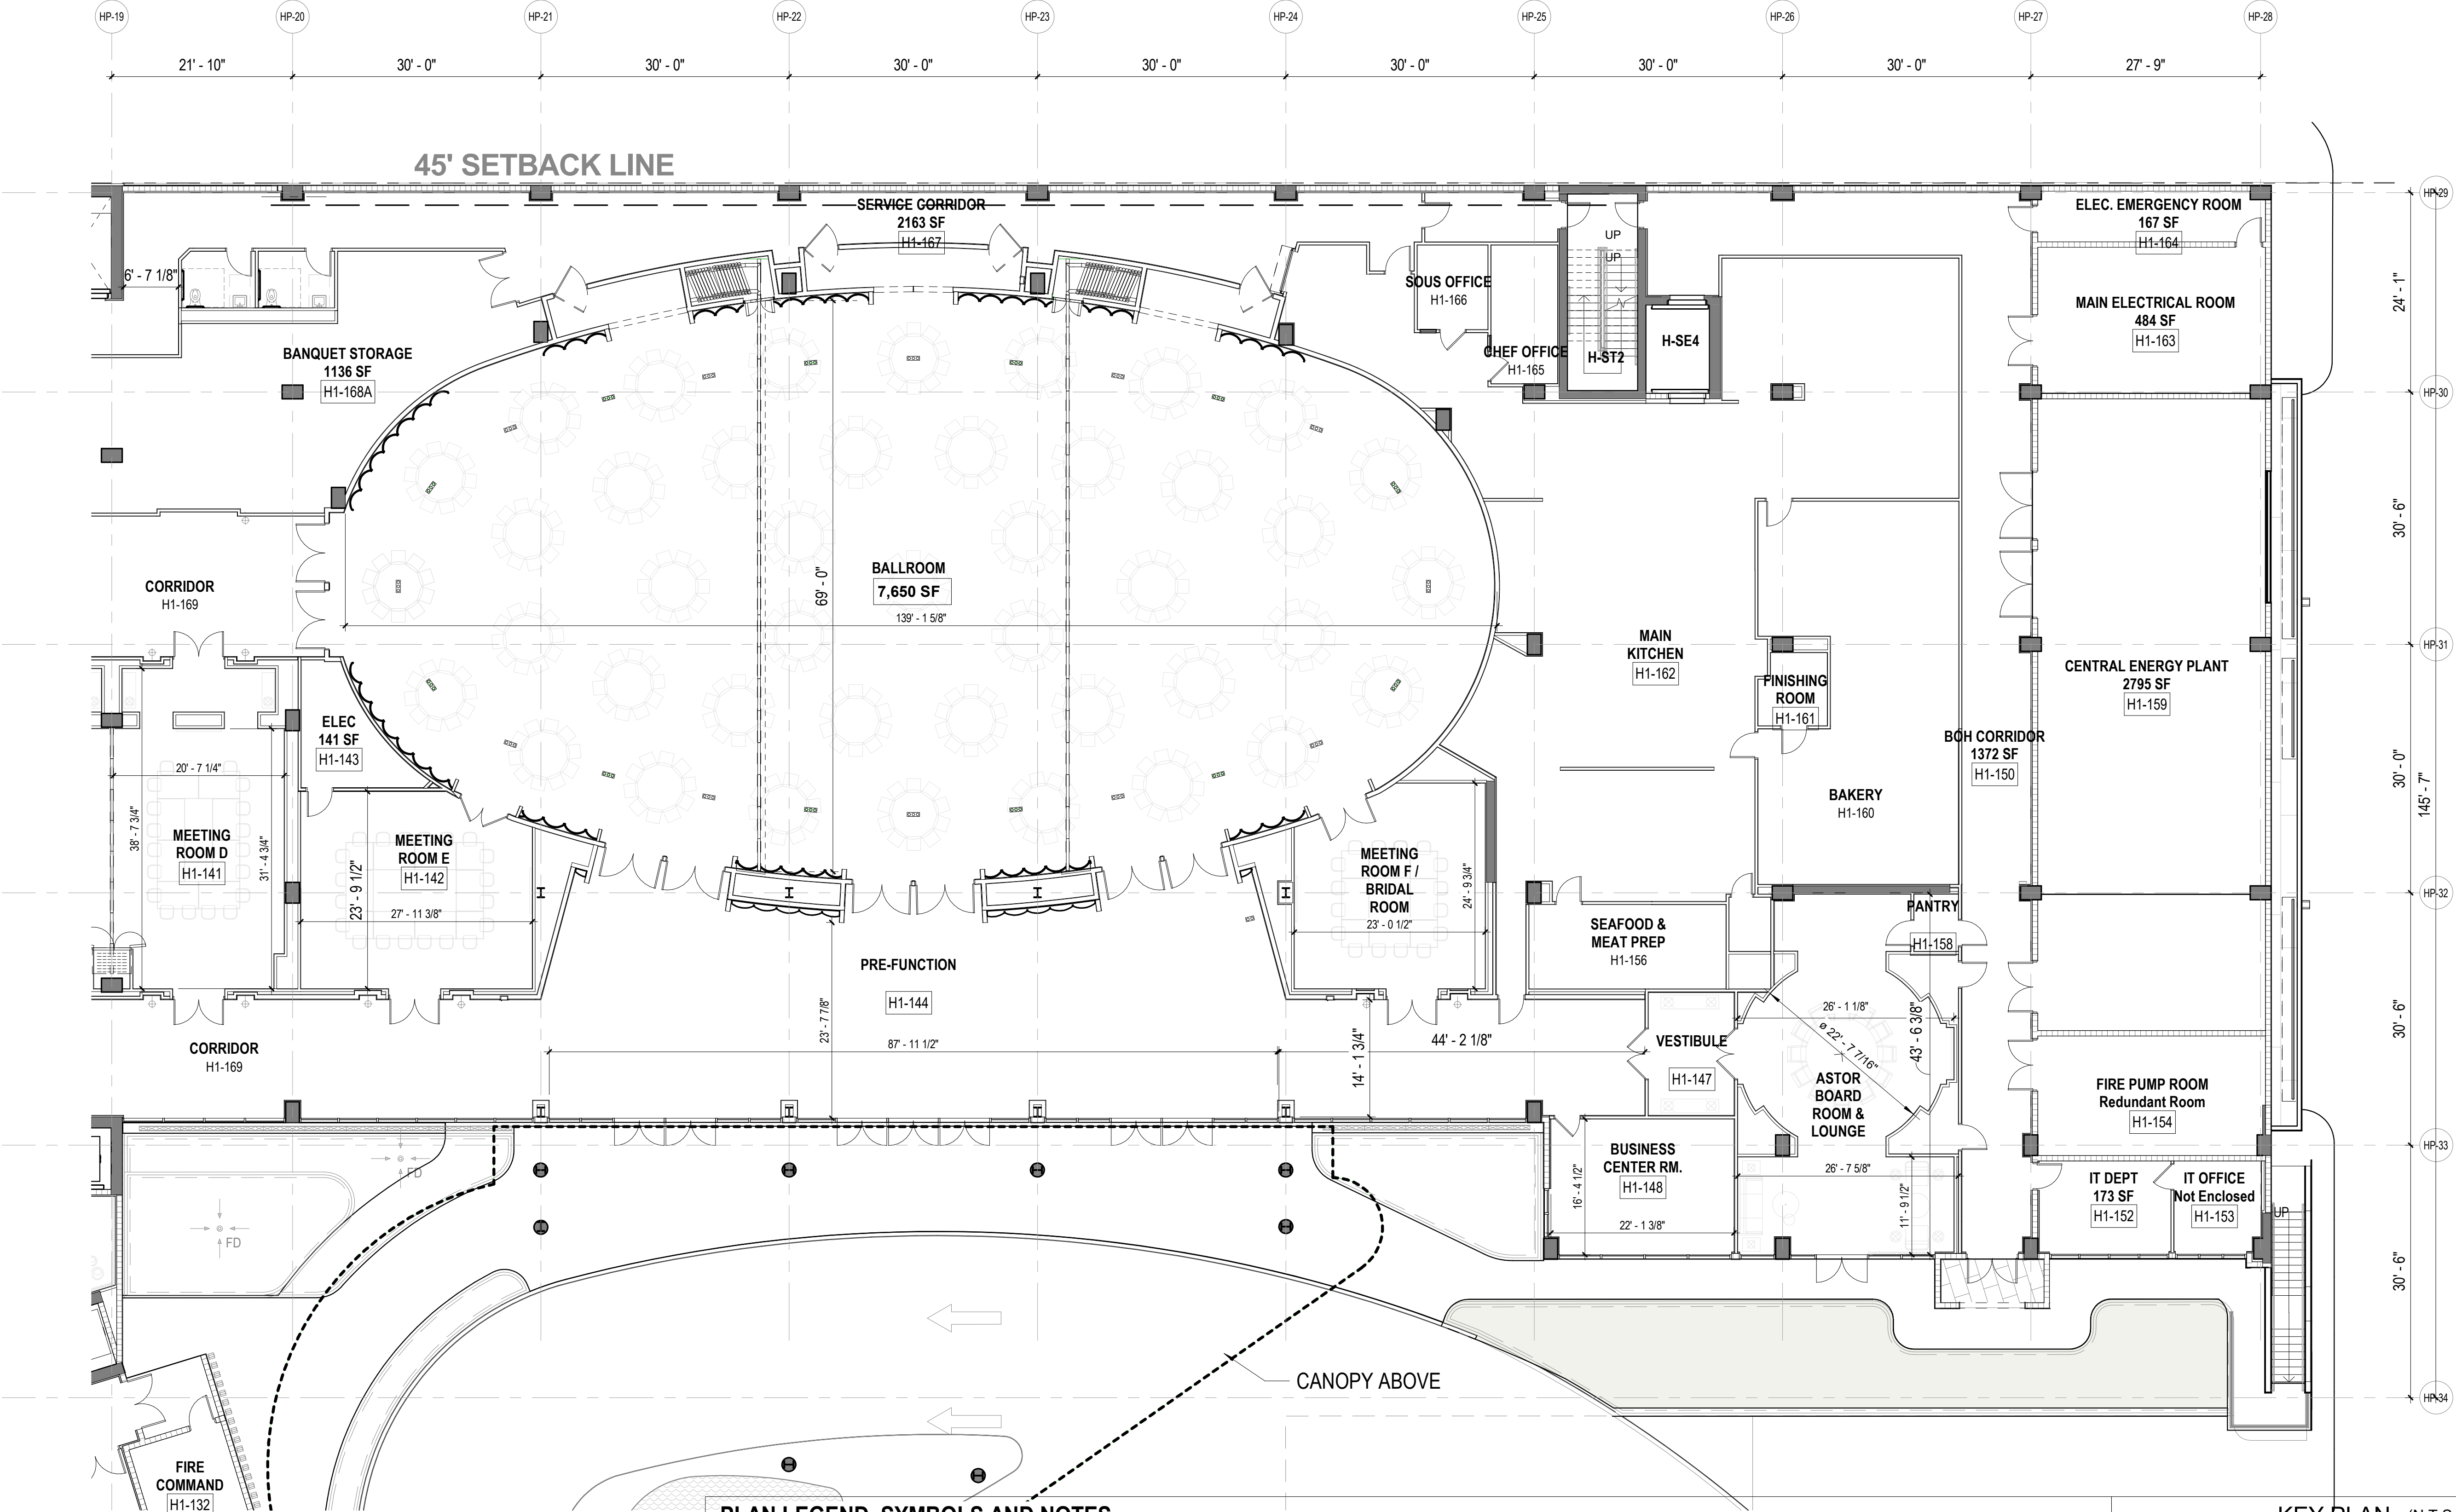 HP-19
HP-20
HP-21
HP-22
HP-23
HP-24
HP-25
HP-26
HP-27
HP-28
21' - 10"
30' - 0"
30' - 0"
30' - 0"
30' - 0"
30' - 0"
30' - 0"
30' - 0"
27' - 9"
45' SETBACK LINE
HP-29
SERVICE CORRIDOR
2163 SF
H1-167
ELEC. EMERGENCY ROOM
167 SF
H1-164
UP
UP
6' - 7 1/8"
SOUS OFFICE
H1-166
MAIN ELECTRICAL ROOM
484 SF
H1-163
24' - 1"
H-SE4
BANQUET STORAGE
1136 SF
H1-168A
CHEF OFFICE
H1-165
H-ST2
HP-30
30' - 6"
CORRIDOR
H1-169
BALLROOM
7,650 SF
69' - 0"
139' - 1 5/8"
MAIN
KITCHEN
H1-162
HP-31
CENTRAL ENERGY PLANT
2795 SF
H1-159
FINISHING
ROOM
H1-161
ELEC
141 SF
H1-143
BOH CORRIDOR
1372 SF
H1-150
20' - 7 1/4"
30' - 0"
145' - 7"
BAKERY
H1-160
38' - 7 3/4"
MEETING
ROOM D
H1-141
31' - 4 3/4"
MEETING
ROOM E
H1-142
23' - 9 1/2"
27' - 11 3/8"
MEETING
ROOM F /
BRIDAL
ROOM
24' - 9 3/4"
23' - 0 1/2"
HP-32
PANTRY
H1-158
SEAFOOD &
MEAT PREP
H1-156
PRE-FUNCTION
H1-144
23' - 7 7/8"
87' - 11 1/2"
14' - 1 3/4"
44' - 2 1/8"
CORRIDOR
H1-169
VESTIBULE
H1-147
26' - 1 1/8"
ø 22' - 7 7/16"
43' - 6 3/8"
30' - 6"
ASTOR
BOARD
ROOM &
LOUNGE
FIRE PUMP ROOM
Redundant Room
H1-154
HP-33
BUSINESS
CENTER RM.
H1-148
16' - 4 1/2"
22' - 1 3/8"
26' - 7 5/8"
11' - 9 1/2"
IT DEPT
173 SF
H1-152
IT OFFICE
Not Enclosed
H1-153
UP
FD
FD
30' - 6"
CANOPY ABOVE
HP-34
FIRE
COMMAND
H1-132
PLAN LEGEND, SYMBOLS AND NOTES
KEY PLAN